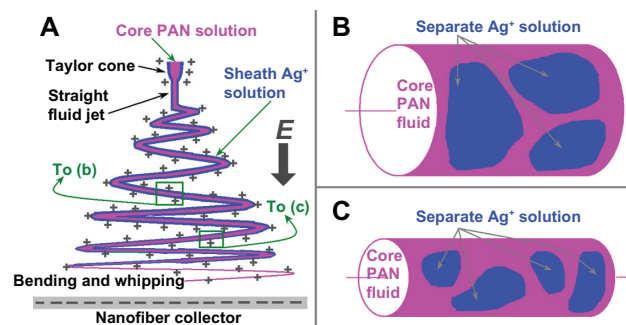 A
Core PAN solution
Taylor cone
Straight
fluid jet
Sheath Ag⁺
solution
E
To (b)
To (c)
Bending and whipping
Nanofiber collector
B
Separate Ag⁺ solution
Core
PAN
fluid
C
Separate Ag⁺ solution
Core
PAN
fluid